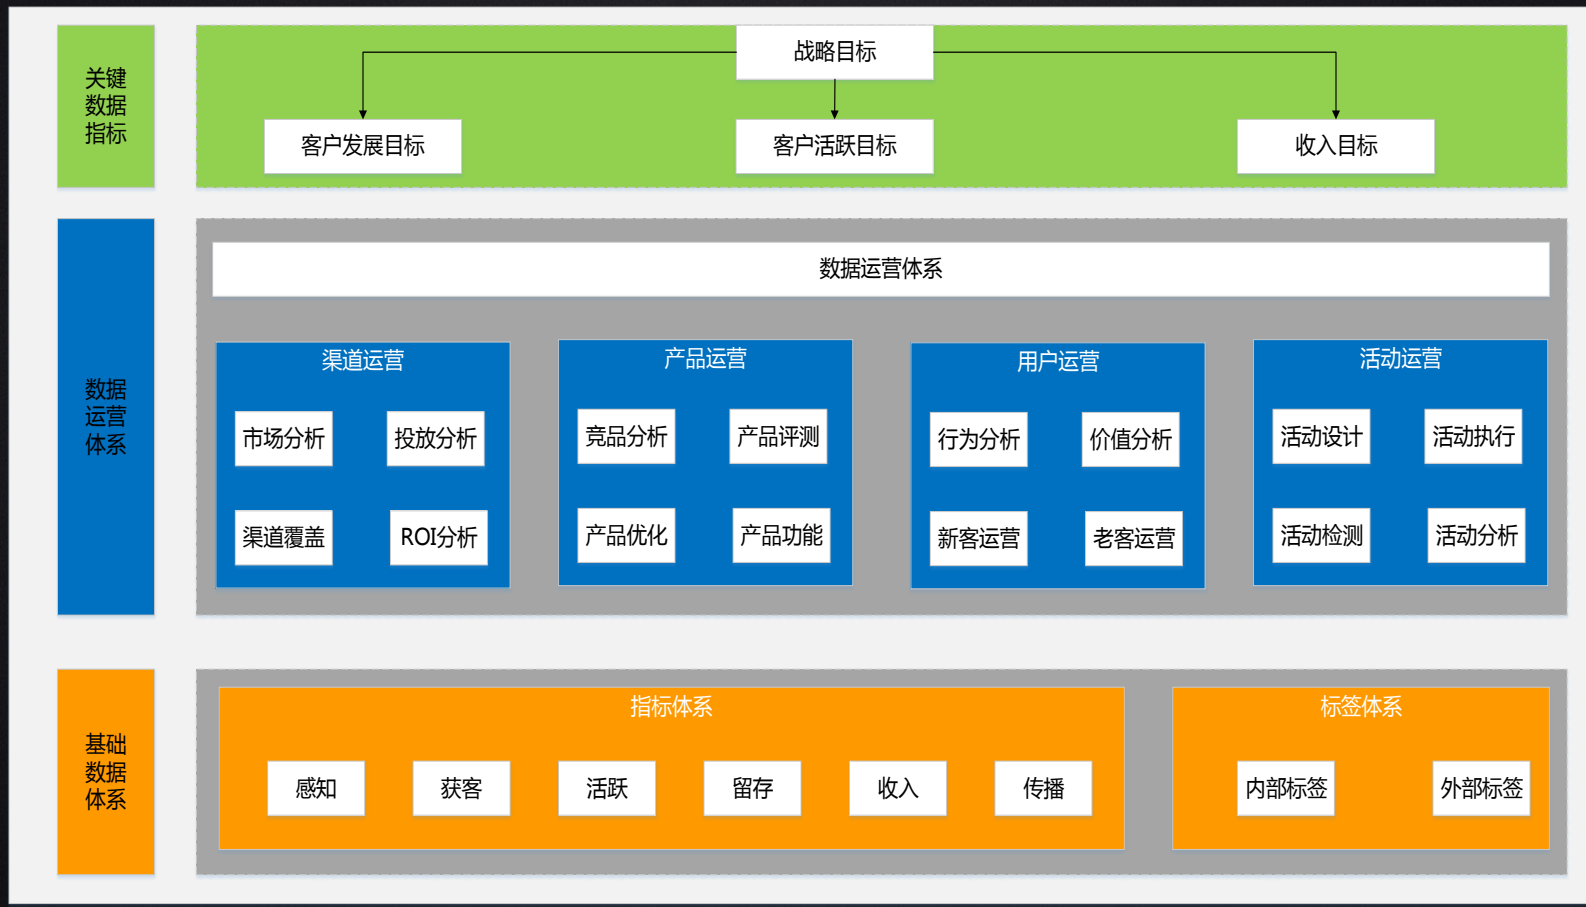 关键
数据
指标
战略目标
客户发展目标
客户活跃目标
收入目标
数据
运营
体系
数据运营体系
渠道运营
市场分析
投放分析
渠道覆盖
ROI分析
产品运营
竞品分析
产品评测
产品优化
产品功能
用户运营
行为分析
价值分析
新客运营
老客运营
活动运营
活动设计
活动执行
活动检测
活动分析
基础
数据
体系
指标体系
感知
获客
活跃
留存
收入
传播
标签体系
内部标签
外部标签